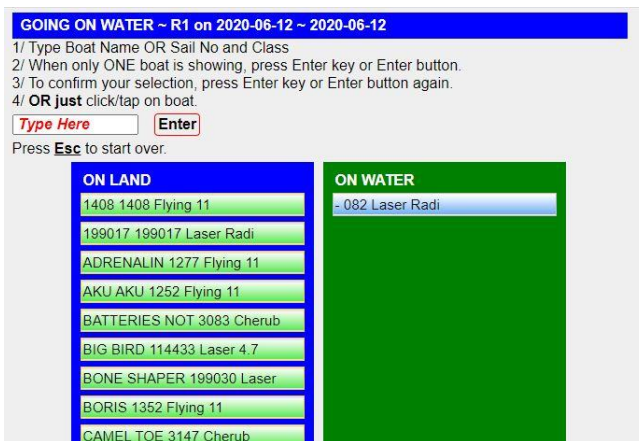 GOING ON WATER ~ R1 on 2020-06-12 ~ 2020-06-12
1/ Type Boat Name OR Sail No and Class
2/ When only ONE boat is showing, press Enter key or Enter button.
3/ To confirm your selection, press Enter key or Enter button again.
4/ OR just click/tap on boat.
Type Here Enter
Press Esc to start over.
ON LAND
1408 1408 Flying 11
199017 199017 Laser Radi
ADRENALIN 1277 Flying 11
AKU AKU 1252 Flying 11
BATTERIES NOT 3083 Cherub
BIG BIRD 114433 Laser 4.7
BONE SHAPER 199030 Laser
BORIS 1352 Flying 11
CAMEL TOE 3147 Cherub
ON WATER
- 082 Laser Radi